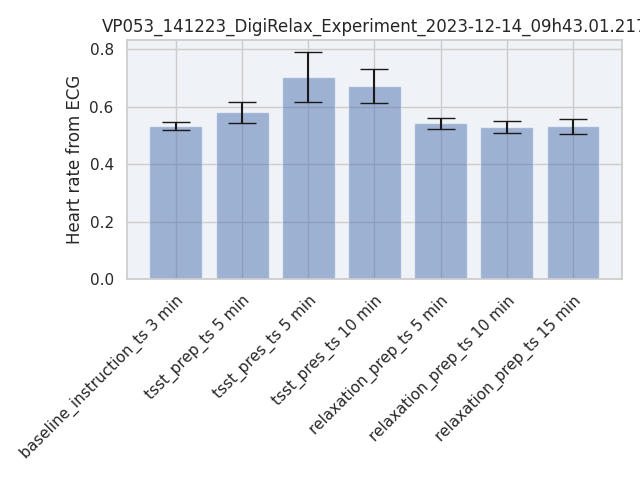 VP053_141223_DigiRelax_Experiment_2023-12-14_09h43.01.217
Heart rate from ECG
0.8
0.6
0.4
0.2
0.0
baseline_instruction_ts 3 min
tsst_prep_ts 5 min
tsst_pres_ts 5 min
tsst_pres_ts 10 min
relaxation_prep_ts 5 min
relaxation_prep_ts 10 min
relaxation_prep_ts 15 min